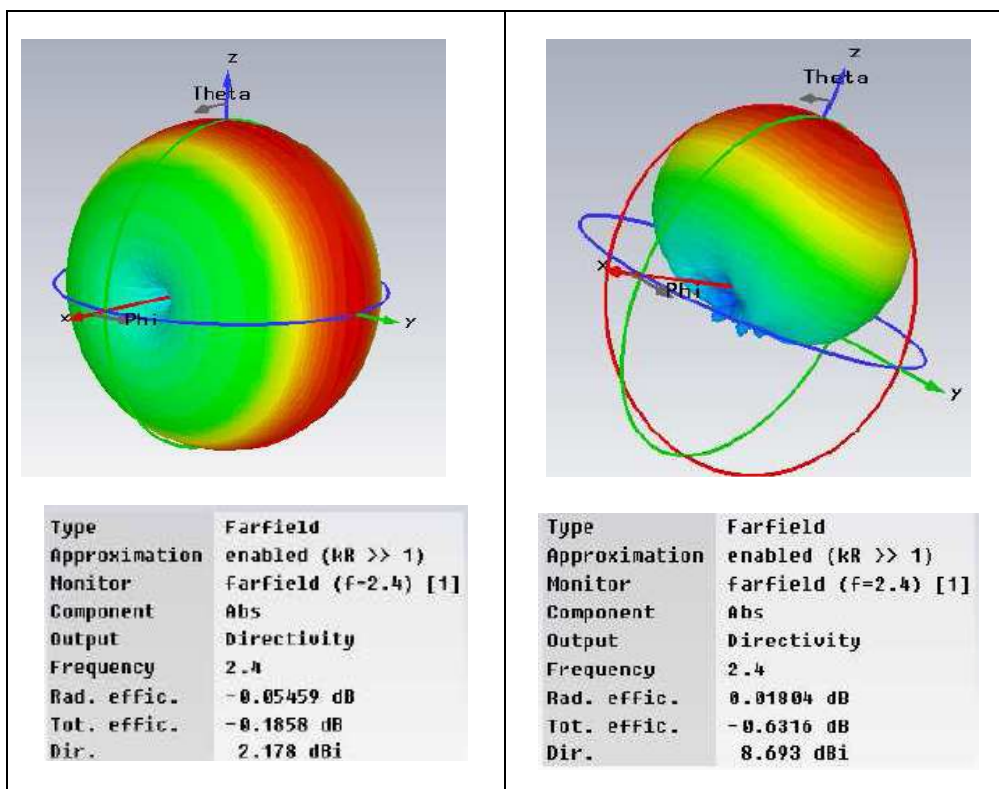 z
Theta
x
Phi
y
Type Farfield
Approximation enabled (kR >> 1)
Monitor farfield (f=2.4) [1]
Component Abs
Output Directivity
Frequency 2.4
Rad. effic. -0.05459 dB
Tot. effic. -0.1858 dB
Dir. 2.178 dBi
z
Theta
x
Phi
y
Type Farfield
Approximation enabled (kR >> 1)
Monitor farfield (f=2.4) [1]
Component Abs
Output Directivity
Frequency 2.4
Rad. effic. 0.01804 dB
Tot. effic. -0.6316 dB
Dir. 8.693 dBi